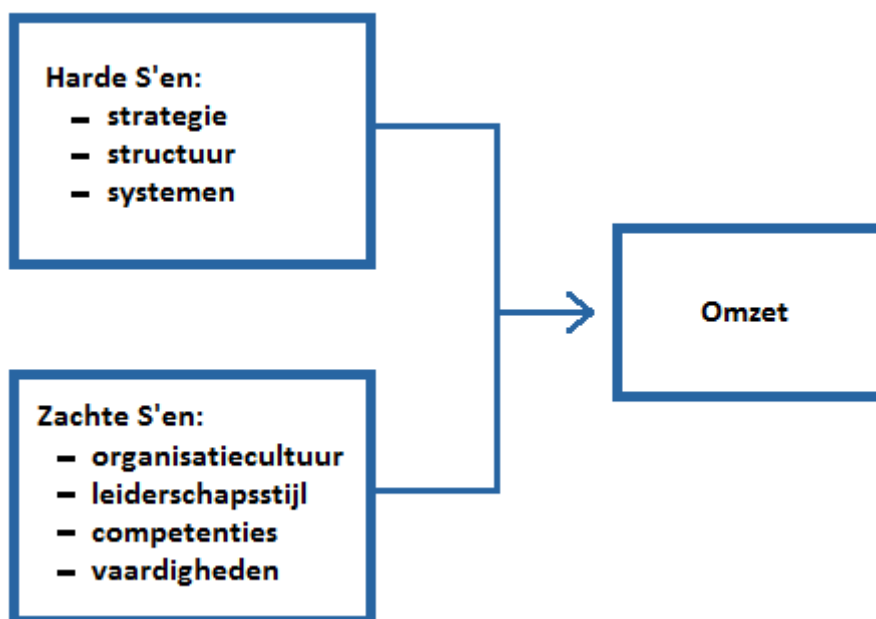 Harde S'en:
– strategie
– structuur
– systemen
Zachte S'en:
– organisatiecultuur
– leiderschapsstijl
– competenties
– vaardigheden
Omzet